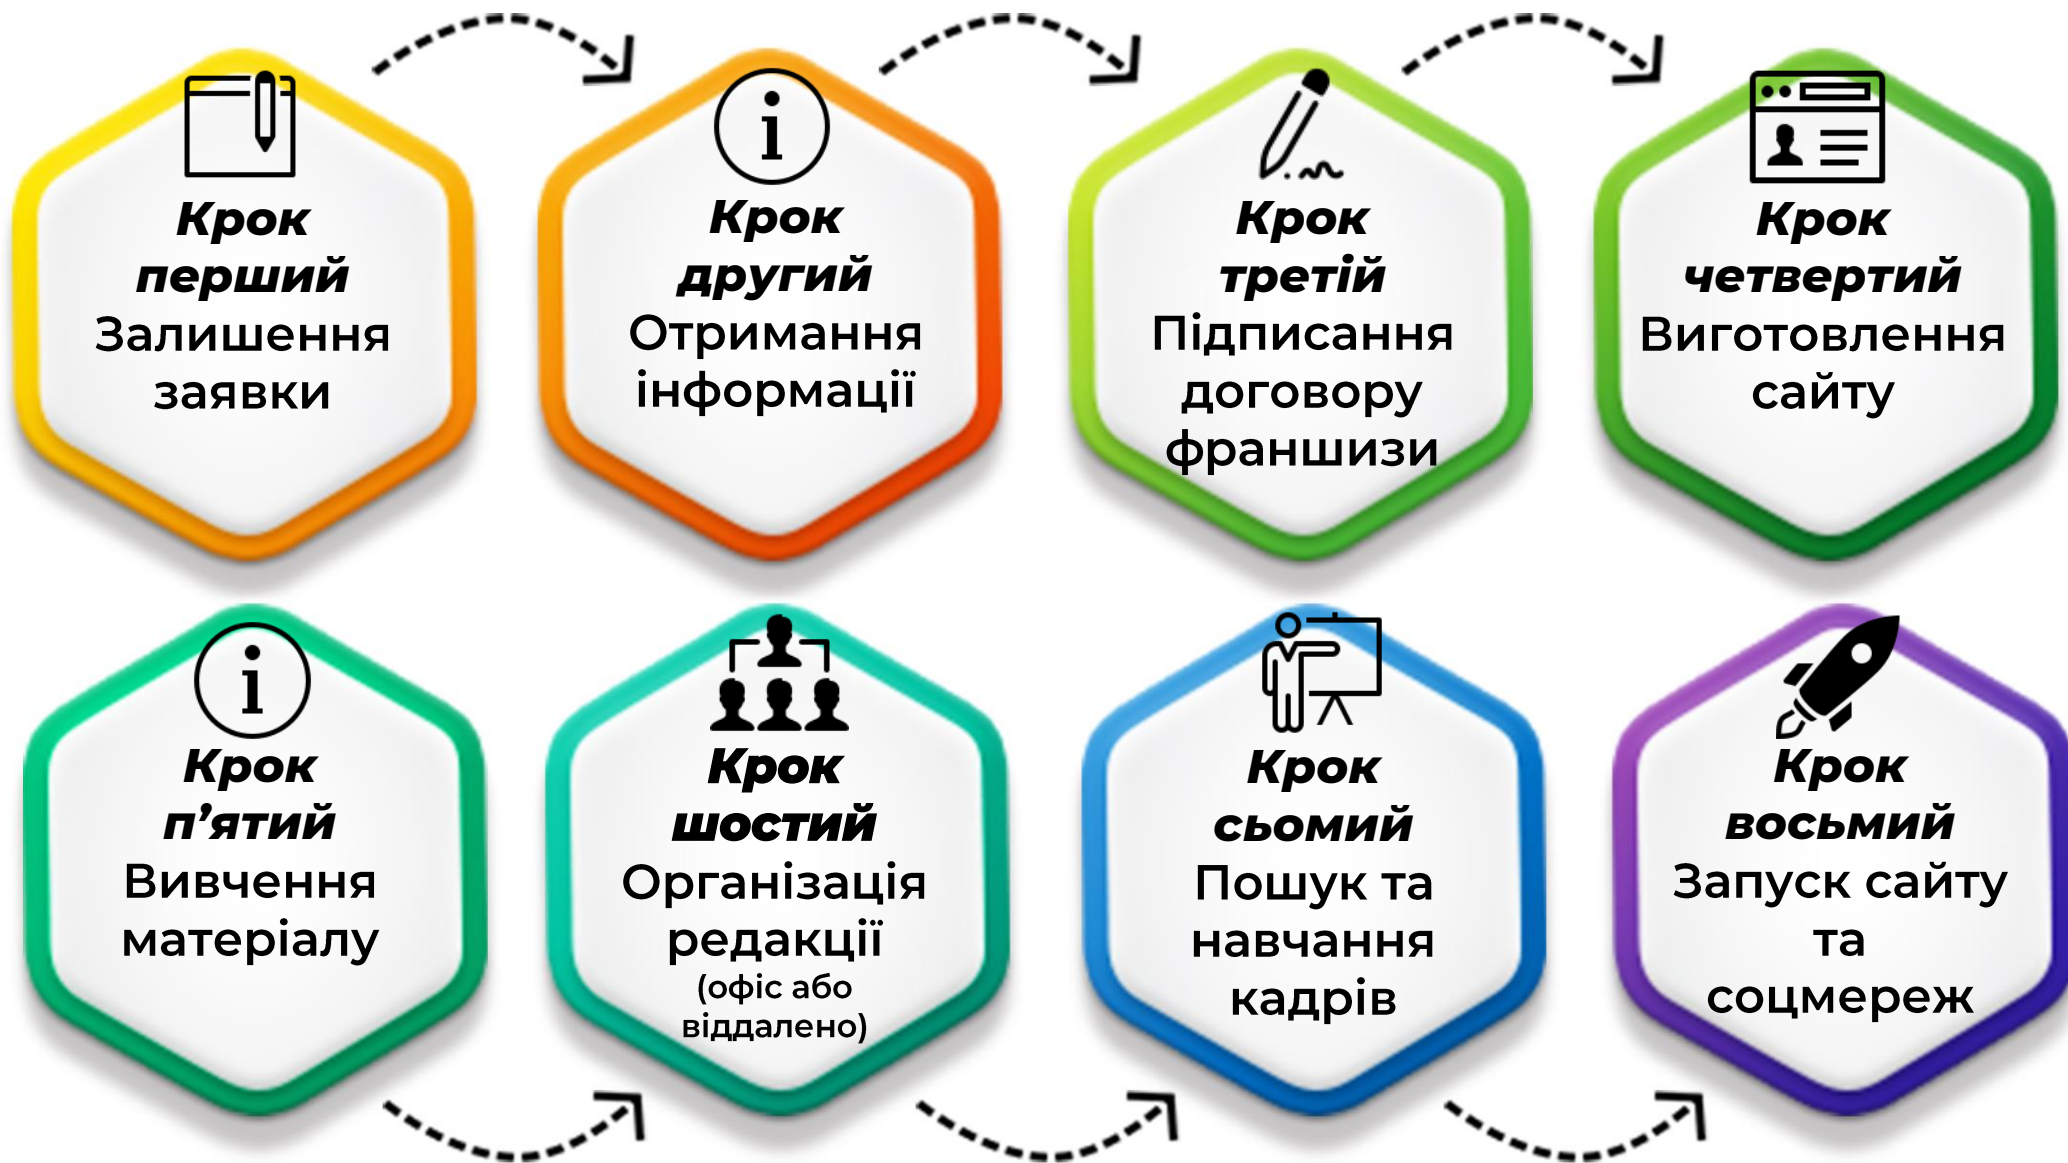 Крок
перший
Залишення
заявки
Крок
другий
Отримання
інформації
Крок
третій
Підписання
договору
франшизи
Крок
четвертий
Виготовлення
сайту
Крок
п’ятий
Вивчення
матеріалу
Крок
шостий
Організація
редакції
(офіс або
віддалено)
Крок
сьомий
Пошук та
навчання
кадрів
Крок
восьмий
Запуск сайту
та
соцмереж